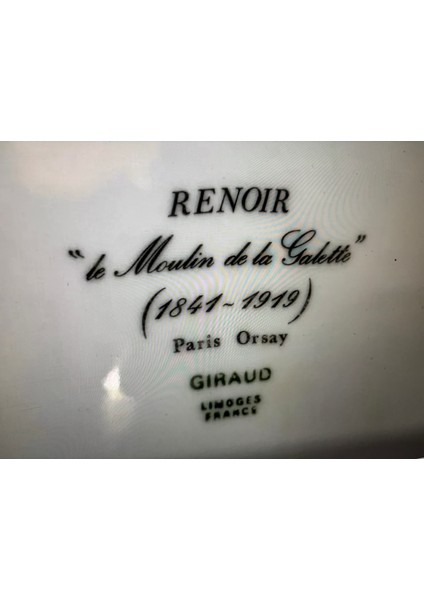 RENOIR
"le Moulin de la Galette"
(1841~1919)
Paris Orsay
GIRAUD
LIMOGES
FRANCE